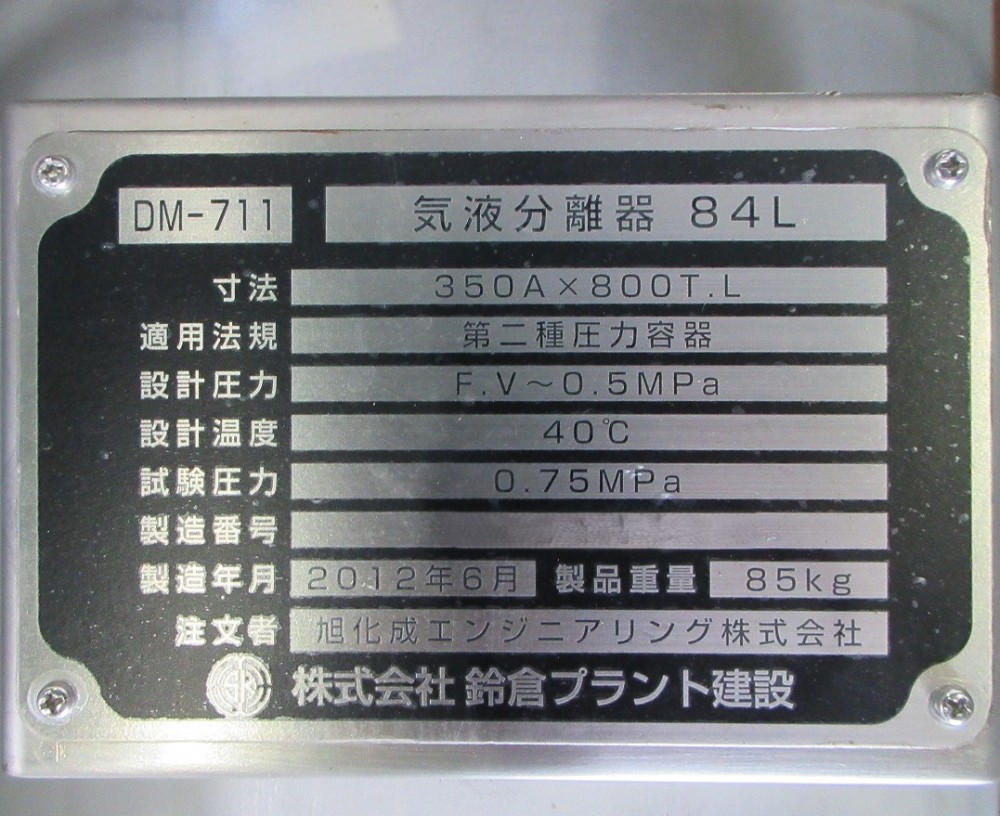 DM-711 気液分離器 84L
寸法 350A×800T.L
適用法規 第二種圧力容器
設計圧力 F.V～0.5MPa
設計温度 40℃
試験圧力 0.75MPa
製造番号
製造年月 2012年6月 製品重量 85kg
注文者 旭化成エンジニアリング株式会社
株式会社 鈴倉プラント建設